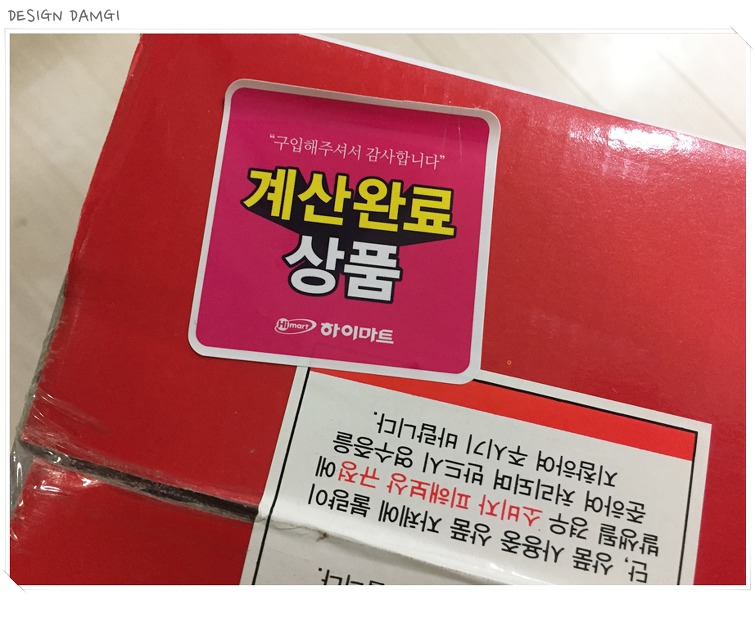 DESIGN DAMGI
“구입해주셔서 감사합니다”
계산완료
상품
Himart 하이마트
단, 상품 사용중 상품 자체에 불량이
발생될 경우 소비자 피해보상 규정에
준하여 처리되며 반드시 영수증을
지참하여 주시기 바랍니다.
니다.